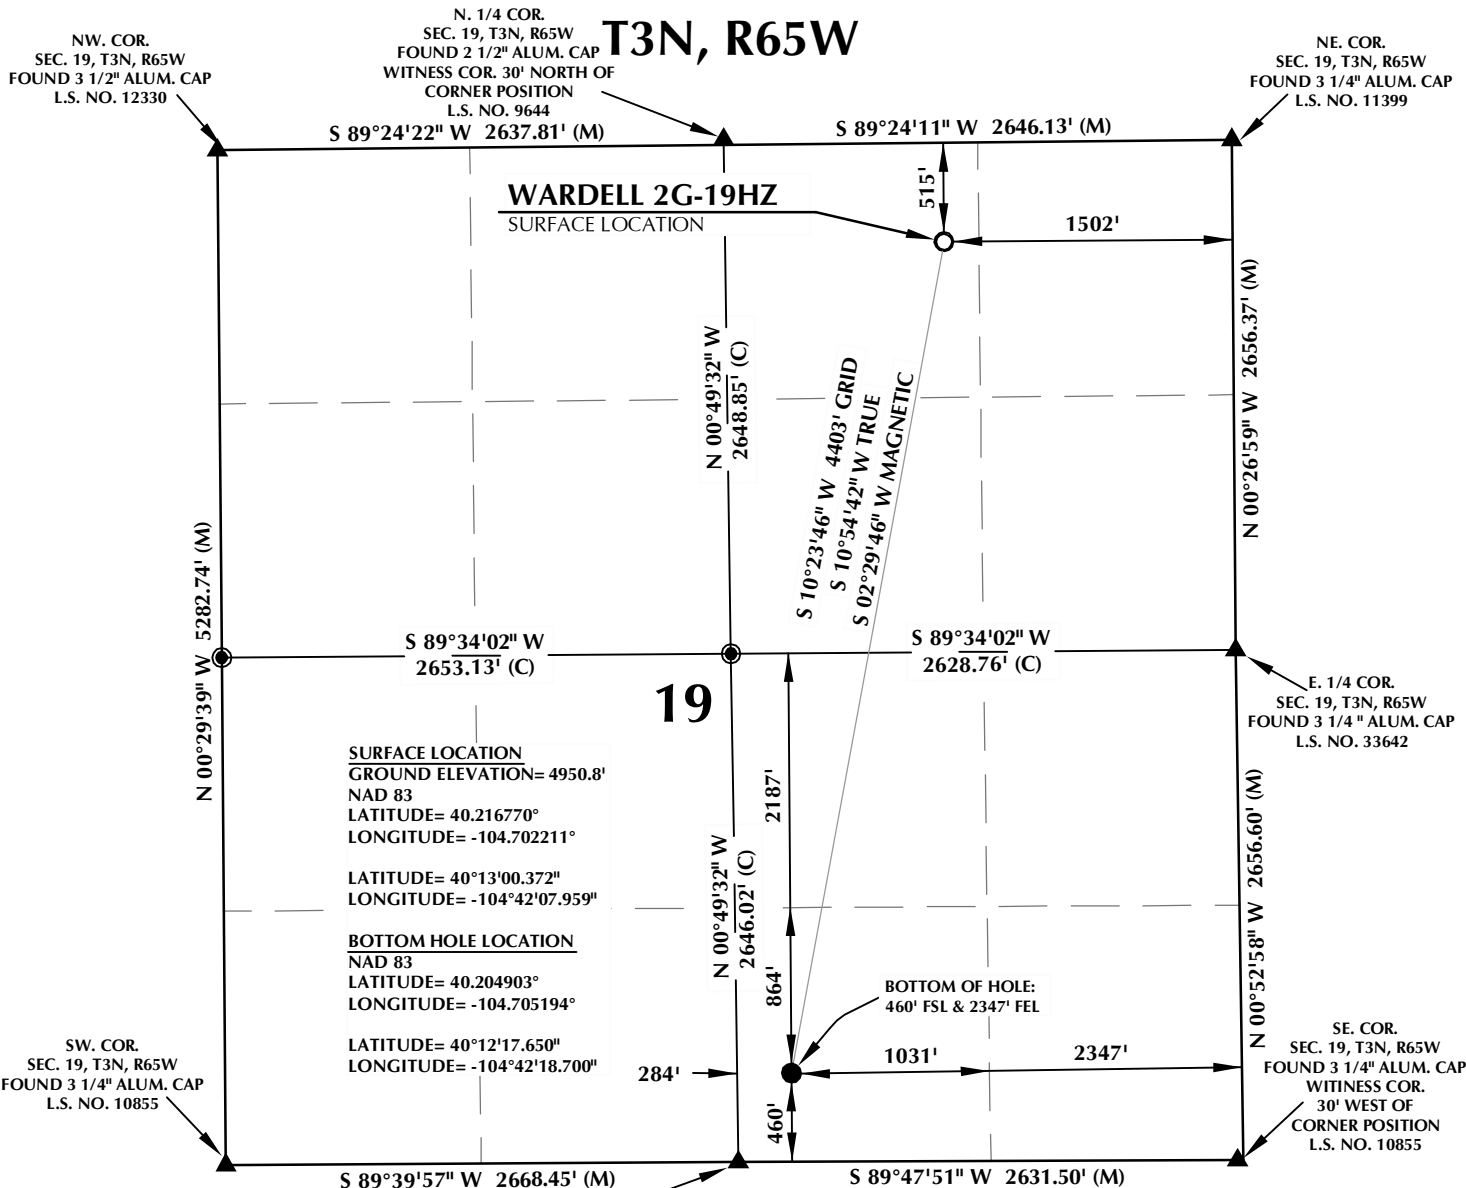 T3N, R65W
NW. COR.
SEC. 19, T3N, R65W
FOUND 3 1/2" ALUM. CAP
L.S. NO. 12330
N. 1/4 COR.
SEC. 19, T3N, R65W
FOUND 2 1/2" ALUM. CAP
WITNESS COR. 30' NORTH OF
CORNER POSITION
L.S. NO. 9644
NE. COR.
SEC. 19, T3N, R65W
FOUND 3 1/4" ALUM. CAP
L.S. NO. 11399
S 89°24'22" W 2637.81' (M)
S 89°24'11" W 2646.13' (M)
WARDELL 2G-19HZ
SURFACE LOCATION
515'
1502'
N 00°49'32" W
2648.85' (C)
S 10°23'46" W 4403' GRID
S 10°54'42" W TRUE
S 02°29'46" W MAGNETIC
N 00°26'59" W 2656.37' (M)
N 00°29'39" W 5282.74' (M)
S 89°34'02" W
2653.13' (C)
S 89°34'02" W
2628.76' (C)
19
E. 1/4 COR.
SEC. 19, T3N, R65W
FOUND 3 1/4 " ALUM. CAP
L.S. NO. 33642
SURFACE LOCATION
GROUND ELEVATION= 4950.8'
NAD 83
LATITUDE= 40.216770°
LONGITUDE= -104.702211°
LATITUDE= 40°13'00.372"
LONGITUDE= -104°42'07.959"
BOTTOM HOLE LOCATION
NAD 83
LATITUDE= 40.204903°
LONGITUDE= -104.705194°
LATITUDE= 40°12'17.650"
LONGITUDE= -104°42'18.700"
2187'
N 00°49'32" W
2646.02' (C)
864'
N 00°52'58" W 2656.60' (M)
BOTTOM OF HOLE:
460' FSL & 2347' FEL
284'
1031'
2347'
460'
SW. COR.
SEC. 19, T3N, R65W
FOUND 3 1/4" ALUM. CAP
L.S. NO. 10855
SE. COR.
SEC. 19, T3N, R65W
FOUND 3 1/4" ALUM. CAP
WITINESS COR.
30' WEST OF
CORNER POSITION
L.S. NO. 10855
S 89°39'57" W 2668.45' (M)
S 89°47'51" W 2631.50' (M)